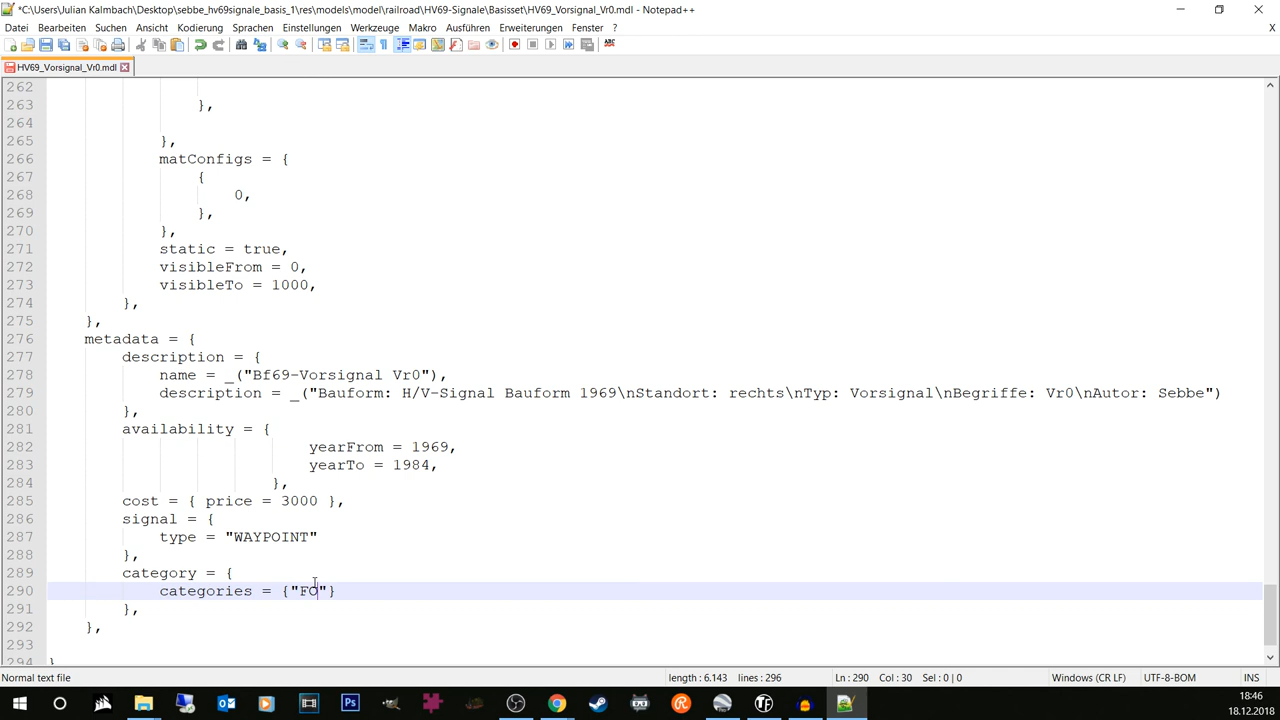 *C:\Users\Julian Kalmbach\Desktop\sebbe_hv69signale_basis_1\res\models\model\railroad\HV69-Signale\Basisset\HV69_Vorsignal_Vr0.mdl - Notepad++
Datei Bearbeiten Suchen Ansicht Kodierung Sprachen Einstellungen Werkzeuge Makro Ausführen Erweiterungen Fenster ? X
HV69_Vorsignal_Vr0.mdl
262
263 },
264
265 },
266 matConfigs = {
267 {
268 0,
269 },
270 },
271 static = true,
272 visibleFrom = 0,
273 visibleTo = 1000,
274 },
275 },
276 metadata = {
277 description = {
278 name = _("Bf69-Vorsignal Vr0"),
279 description = _("Bauform: H/V-Signal Bauform 1969\nStandort: rechts\nTyp: Vorsignal\nBegriffe: Vr0\nAutor: Sebbe")
280 },
281 availability = {
282 yearFrom = 1969,
283 yearTo = 1984,
284 },
285 cost = { price = 3000 },
286 signal = {
287 type = "WAYPOINT"
288 },
289 category = {
290 categories = {"FO"}
291 },
292 },
293
294 }
Normal text file length : 6.143 lines : 296 Ln : 290 Col : 30 Sel : 0 | 0 Windows (CR LF) UTF-8-BOM INS
18:46
18.12.2018